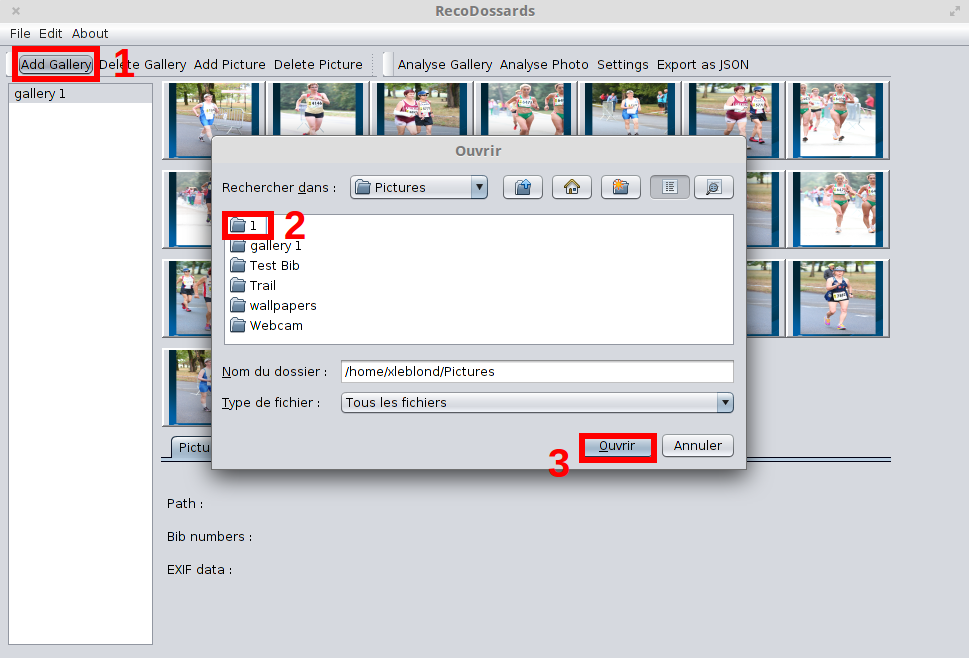 RecoDossards
File Edit About
Add Gallery 1 Delete Gallery Add Picture Delete Picture Analyse Gallery Analyse Photo Settings Export as JSON
gallery 1
Ouvrir
Rechercher dans : Pictures
1 2
gallery 1
Test Bib
Trail
wallpapers
Webcam
Nom du dossier : /home/xleblond/Pictures
Type de fichier : Tous les fichiers
3 Ouvrir Annuler
Pictu
Path :
Bib numbers :
EXIF data :